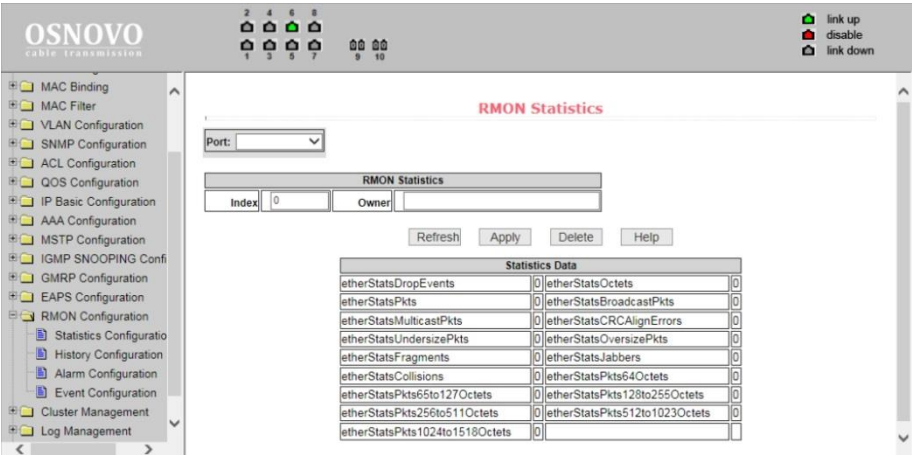 OSNOVO
cable transmission
2 4 6 8
1 3 5 7 9 10
link up
disable
link down
MAC Binding
MAC Filter
VLAN Configuration
SNMP Configuration
ACL Configuration
QOS Configuration
IP Basic Configuration
AAA Configuration
MSTP Configuration
IGMP SNOOPING Confi
GMRP Configuration
EAPS Configuration
RMON Configuration
Statistics Configuratio
History Configuration
Alarm Configuration
Event Configuration
Cluster Management
Log Management
RMON Statistics
Port:
RMON Statistics
Index 0 Owner
Refresh Apply Delete Help
Statistics Data
etherStatsDropEvents 0 etherStatsOctets 0
etherStatsPkts 0 etherStatsBroadcastPkts 0
etherStatsMulticastPkts 0 etherStatsCRCAlignErrors 0
etherStatsUndersizePkts 0 etherStatsOversizePkts 0
etherStatsFragments 0 etherStatsJabbers 0
etherStatsCollisions 0 etherStatsPkts64Octets 0
etherStatsPkts65to127Octets 0 etherStatsPkts128to255Octets 0
etherStatsPkts256to511Octets 0 etherStatsPkts512to1023Octets 0
etherStatsPkts1024to1518Octets 0